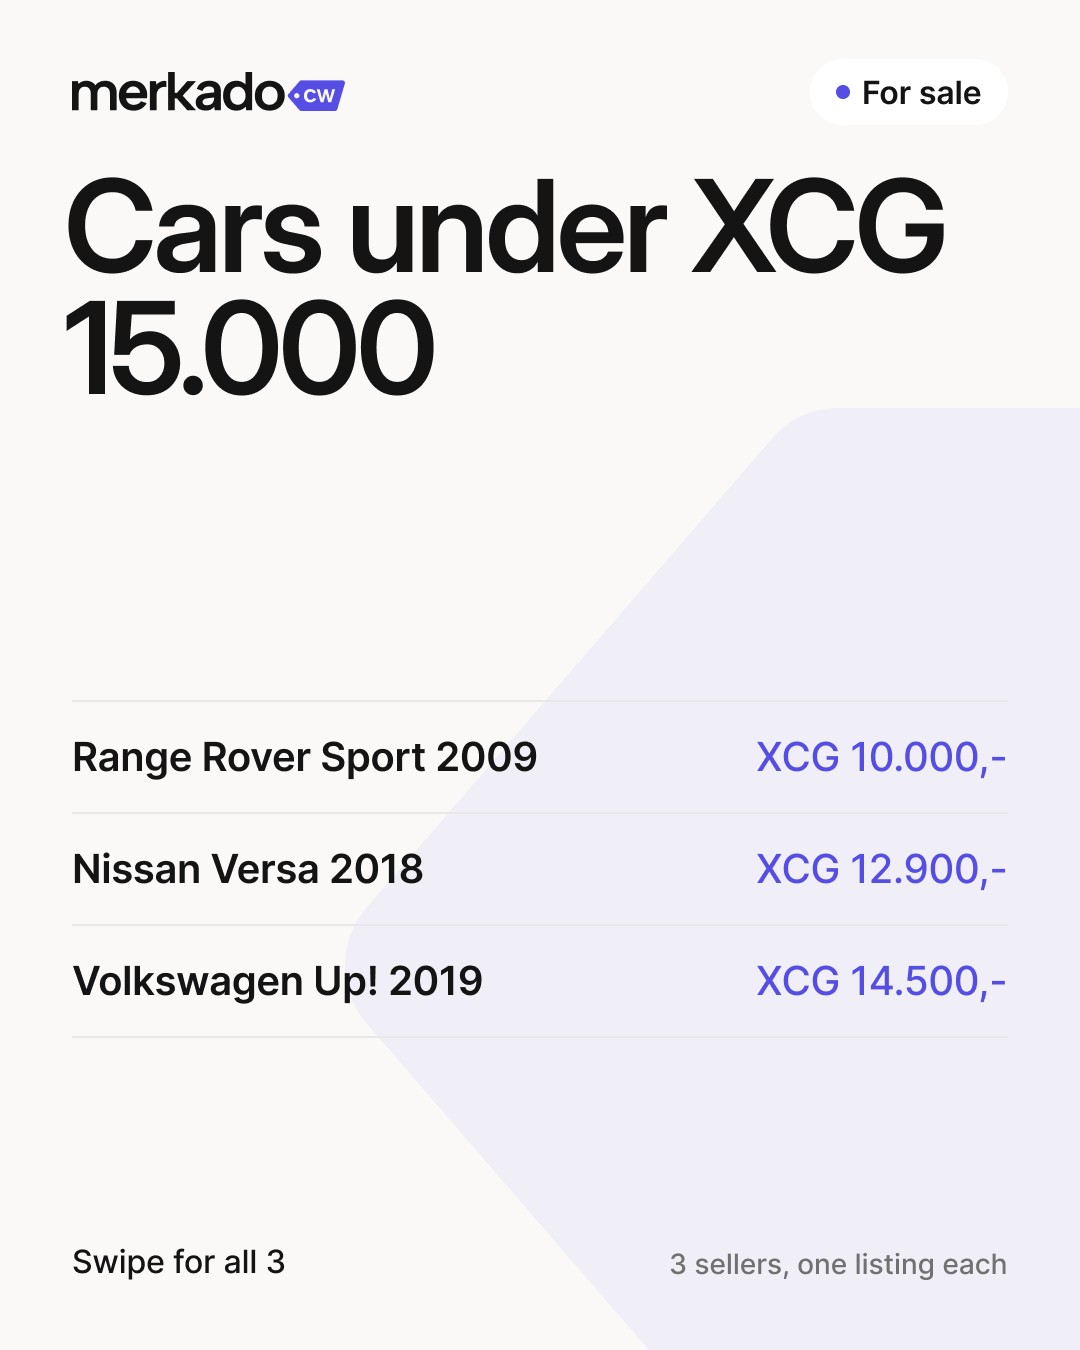 merkado CW
For sale
Cars under XCG
15.000
Range Rover Sport 2009 XCG 10.000,-
Nissan Versa 2018 XCG 12.900,-
Volkswagen Up! 2019 XCG 14.500,-
Swipe for all 3
3 sellers, one listing each